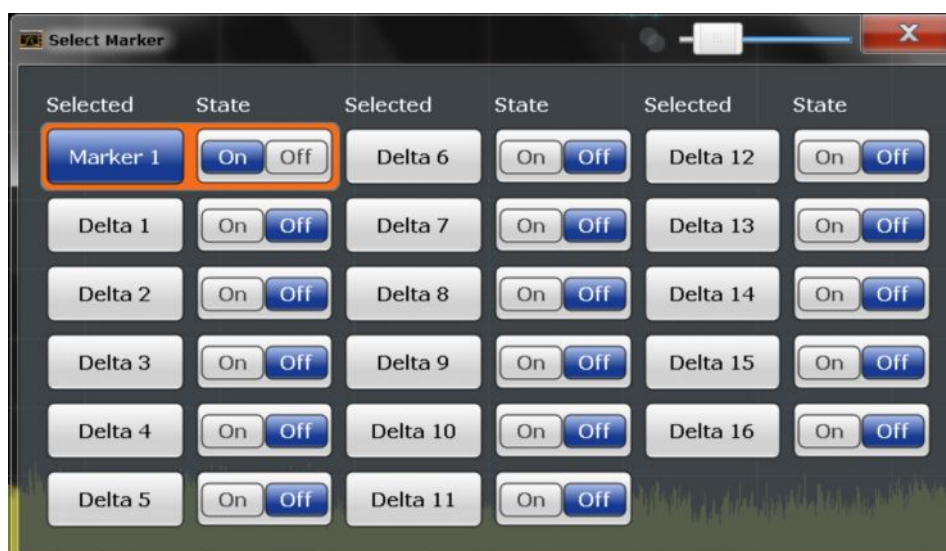 Select Marker
Selected State Selected State Selected State
Marker 1 On Off Delta 6 On Off Delta 12 On Off
Delta 1 On Off Delta 7 On Off Delta 13 On Off
Delta 2 On Off Delta 8 On Off Delta 14 On Off
Delta 3 On Off Delta 9 On Off Delta 15 On Off
Delta 4 On Off Delta 10 On Off Delta 16 On Off
Delta 5 On Off Delta 11 On Off